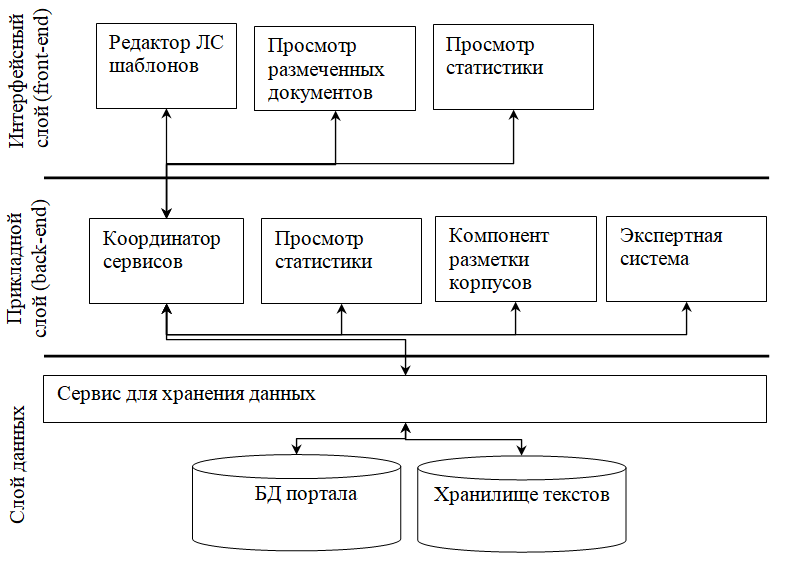 Интерфейсный
слой (front-end)
Редактор ЛС
шаблонов
Просмотр
размеченных
документов
Просмотр
статистики
Прикладной
слой (back-end)
Координатор
сервисов
Просмотр
статистики
Компонент
разметки
корпусов
Экспертная
система
Слой данных
Сервис для хранения данных
БД портала
Хранилище текстов